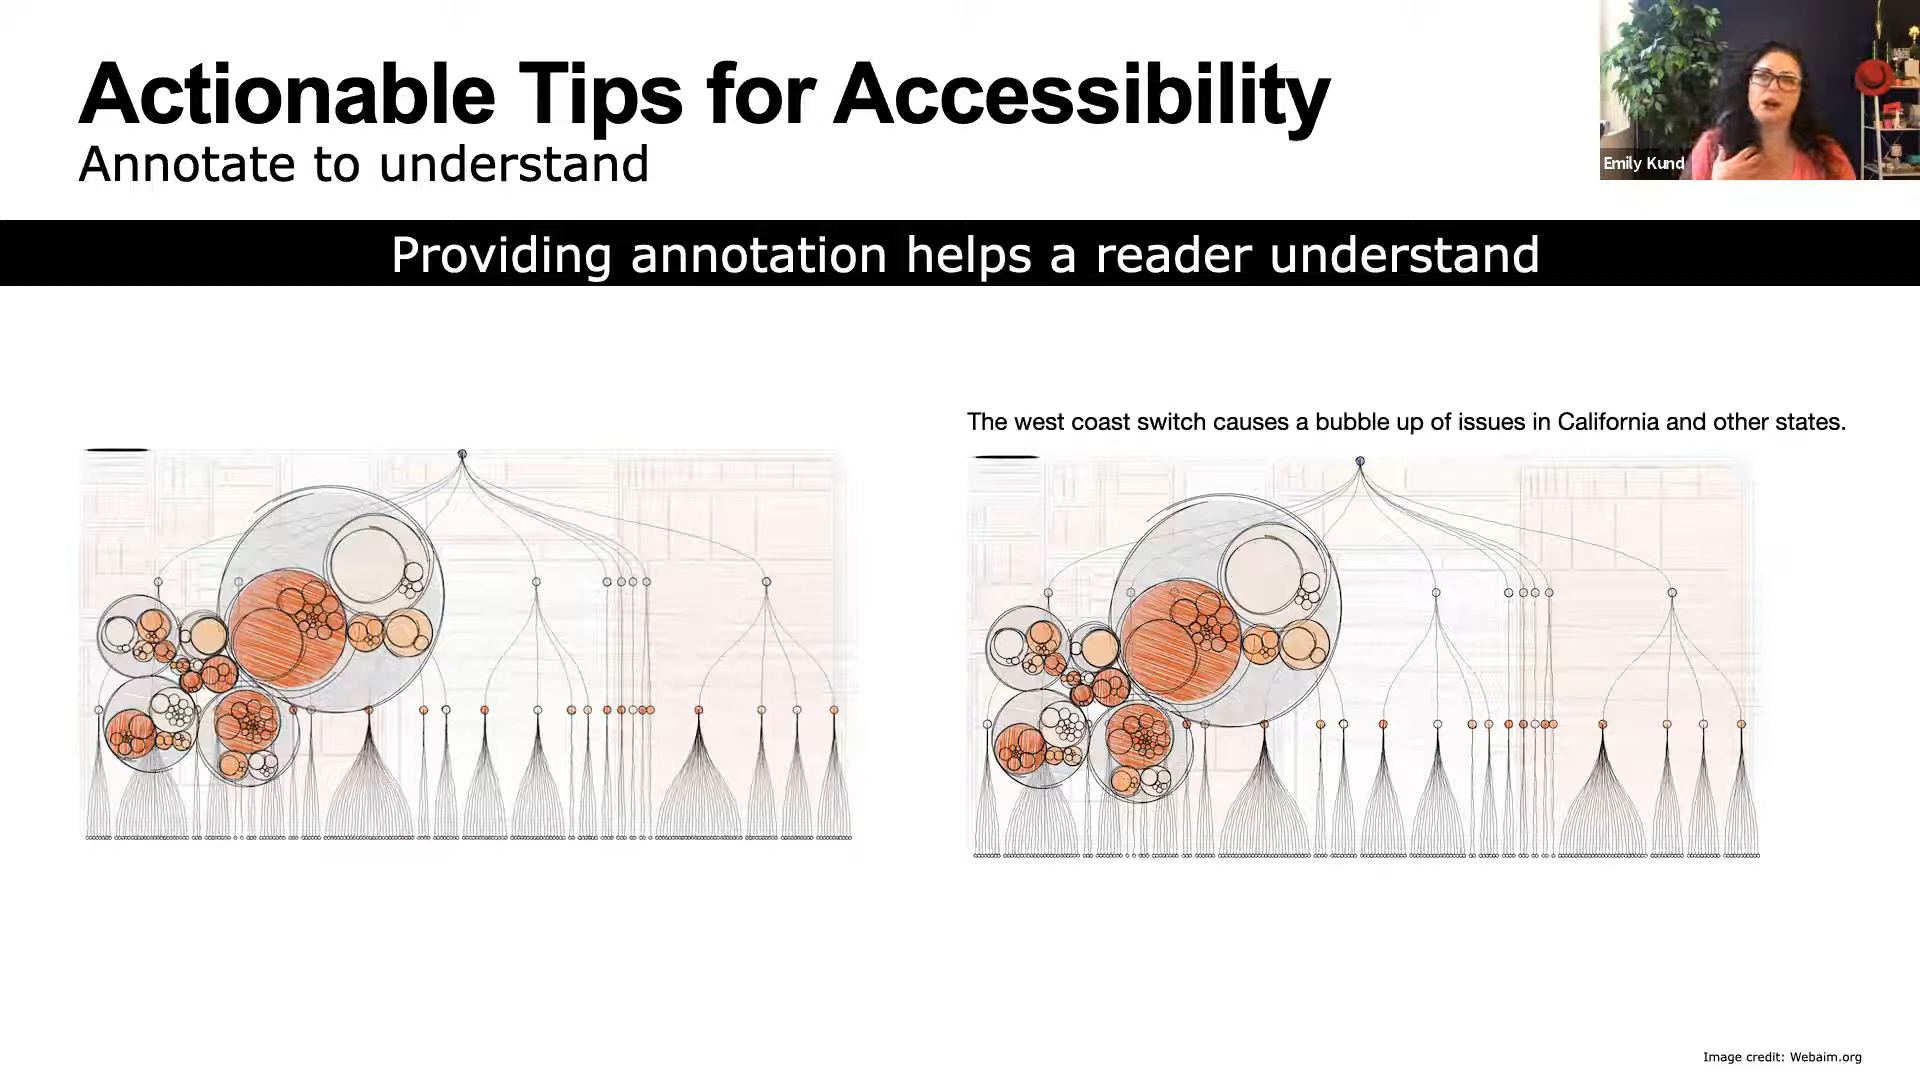 Actionable Tips for Accessibility
Annotate to understand
Emily Kund
Providing annotation helps a reader understand
The west coast switch causes a bubble up of issues in California and other states.
Image credit: Webaim.org